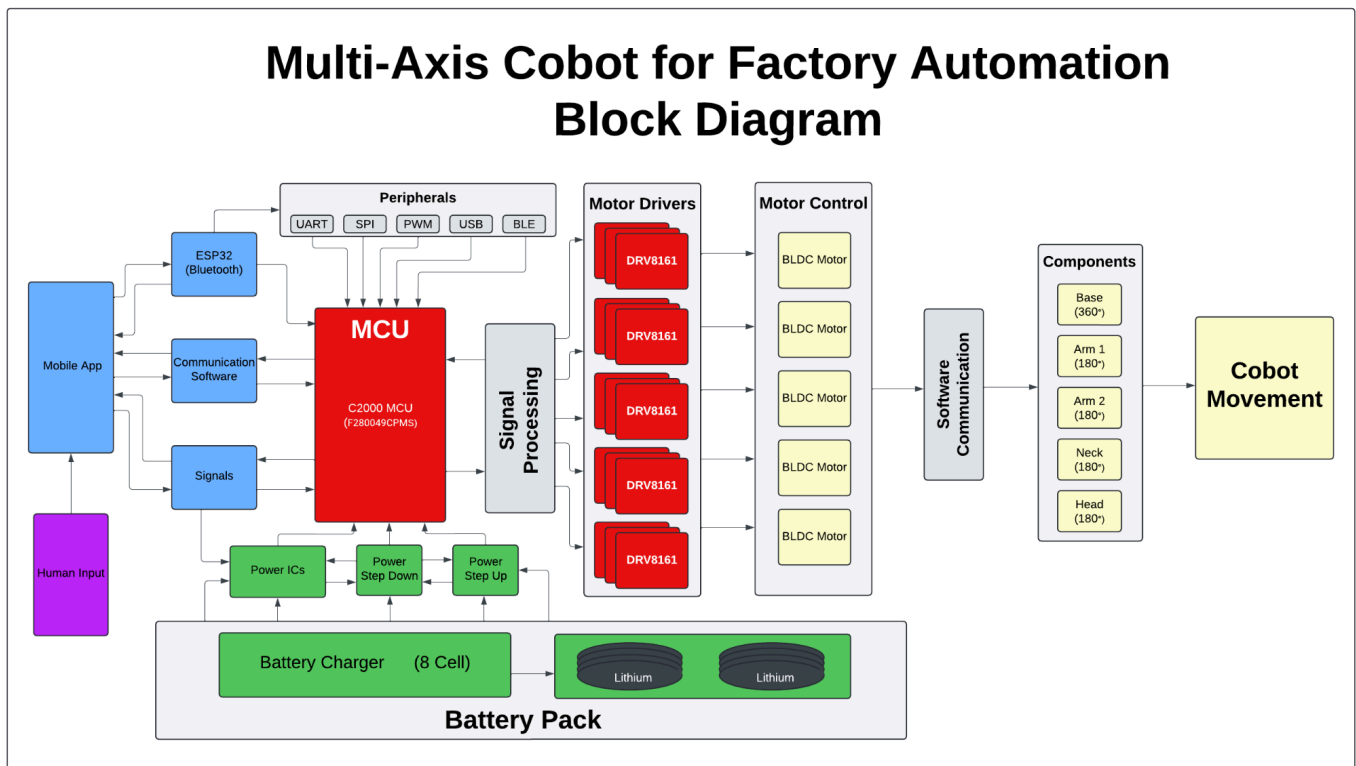 Multi-Axis Cobot for Factory Automation
Block Diagram
Peripherals
UART
SPI
PWM
USB
BLE
Motor Drivers
Motor Control
ESP32
(Bluetooth)
DRV8161
BLDC Motor
Components
Base
(360°)
Mobile App
Communication
Software
MCU
C2000 MCU
(F280049CPMS)
Signal
Processing
DRV8161
BLDC Motor
Software
Communication
Arm 1
(180°)
Cobot
Movement
DRV8161
BLDC Motor
Arm 2
(180°)
Signals
DRV8161
BLDC Motor
Neck
(180°)
Human Input
Power ICs
Power
Step Down
Power
Step Up
DRV8161
BLDC Motor
Head
(180°)
Battery Charger (8 Cell)
Lithium
Lithium
Battery Pack